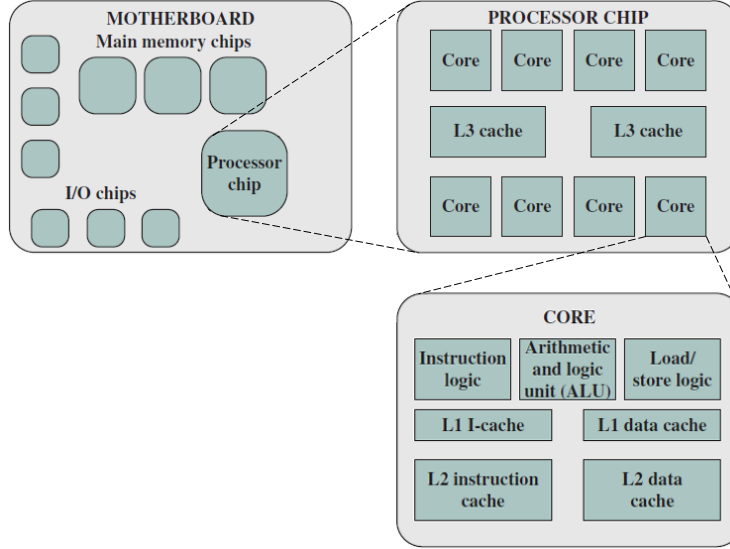 MOTHERBOARD
Main memory chips
Processor
chip
I/O chips
PROCESSOR CHIP
Core
Core
Core
Core
L3 cache
L3 cache
Core
Core
Core
Core
CORE
Instruction
logic
Arithmetic
and logic
unit (ALU)
Load/
store logic
L1 I-cache
L1 data cache
L2 instruction
cache
L2 data
cache